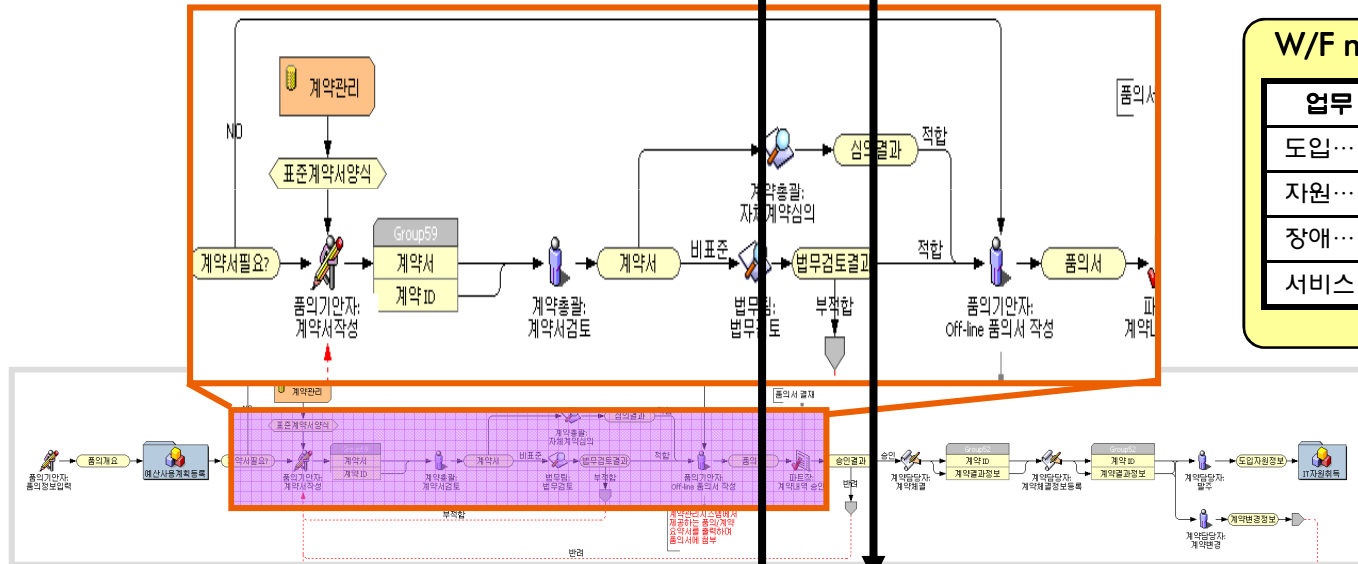 W/F m
업무
도입…
자원…
장애…
서비스
계약관리
NO
표준계약서양식
계약서필요?
품의기안자:
계약서작성
Group59
계약서
계약ID
계약총괄:
계약서검토
계약서
비표준
계약총괄:
자체계약심의
심의결과
적합
법무팀:
법무검토
법무검토결과
적합
부적합
품의기안자:
Off-line 품의서 작성
품의서
품의서
계약관리
표준계약서양식
품의서 결재
품의기안자:
품의정보입력
품의개요
예산사용계획등록
약서필요?
품의기안자:
계약서작성
계약서
계약ID
계약총괄:
계약서검토
계약서
계약총괄:
자체계약심의
심의결과
비표준
법무팀:
법무검토
법무검토결과
적합
부적합
품의기안자:
Off-line 품의서 작성
파트장:
계약내역 승인
승인결과
승인
반려
계약담당자:
계약체결
계약ID
계약결과정보
계약담당자:
계약체결정보등록
Group52
계약ID
계약결과정보
계약담당자:
발주
도입자원정보
IT자원취득
계약담당자:
계약변경
계약변경정보
계약관리시스템에서
제공하는 품의/계약
요약서를 출력하여
품의서에 첨부
부적합
반려